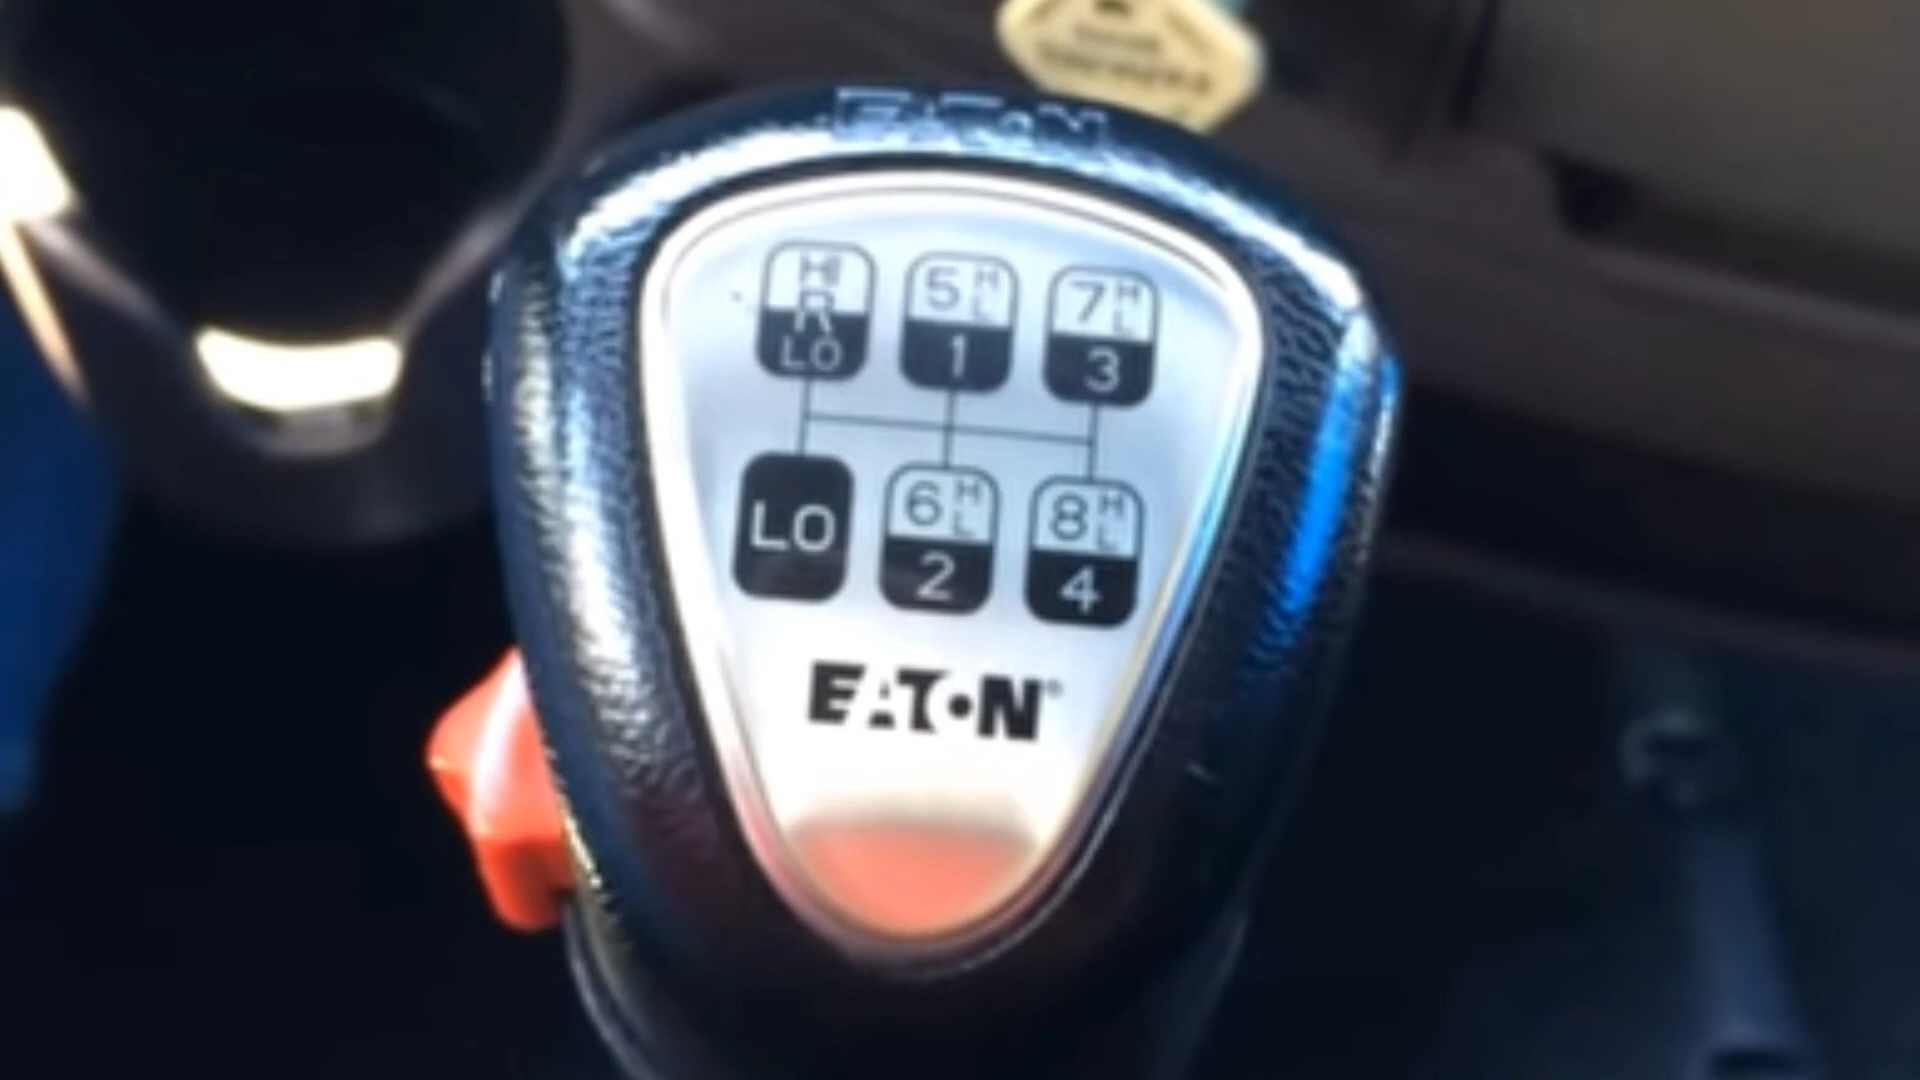 EATON
HI 5 H 7 H
R L L
LO 1 3
LO 6 H 8 H
L L
2 4
EATON®